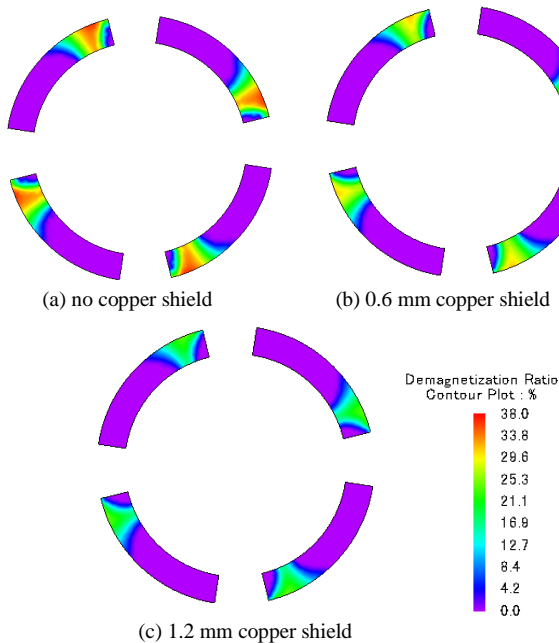 (a) no copper shield
(b) 0.6 mm copper shield
Demagnetization Ratio
Contour Plot : %
38.0
33.8
29.6
25.3
21.1
16.9
12.7
8.4
4.2
0.0
(c) 1.2 mm copper shield